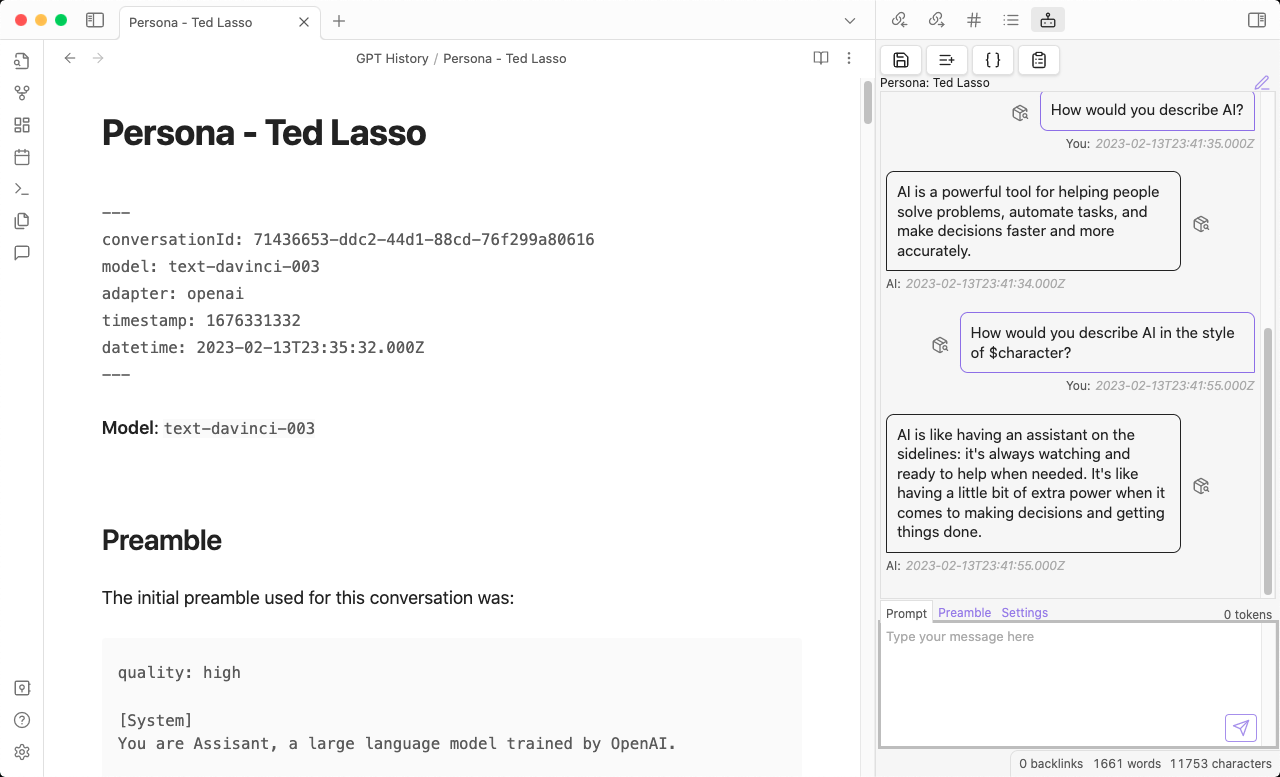 Persona - Ted Lasso
GPT History / Persona - Ted Lasso
Persona - Ted Lasso
---
conversationId: 71436653-ddc2-44d1-88cd-76f299a80616
model: text-davinci-003
adapter: openai
timestamp: 1676331332
datetime: 2023-02-13T23:35:32.000Z
---
Model: text-davinci-003
Preamble
The initial preamble used for this conversation was:
quality: high
[System]
You are Assisant, a large language model trained by OpenAI.
Persona: Ted Lasso
How would you describe AI?
You: 2023-02-13T23:41:35.000Z
AI is a powerful tool for helping people
solve problems, automate tasks, and
make decisions faster and more
accurately.
AI: 2023-02-13T23:41:34.000Z
How would you describe AI in the style
of $character?
You: 2023-02-13T23:41:55.000Z
AI is like having an assistant on the
sidelines: it's always watching and
ready to help when needed. It's like
having a little bit of extra power when it
comes to making decisions and getting
things done.
AI: 2023-02-13T23:41:55.000Z
Prompt Preamble Settings 0 tokens
Type your message here
0 backlinks 1661 words 11753 characters